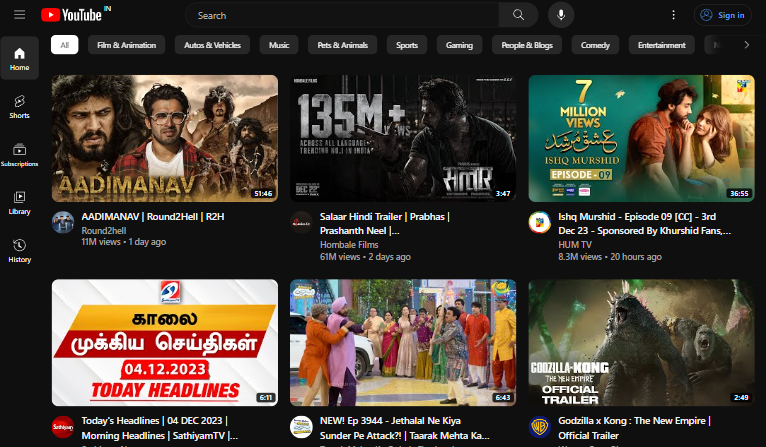 YouTube IN
Search
Sign in
All
Film & Animation
Autos & Vehicles
Music
Pets & Animals
Sports
Gaming
People & Blogs
Comedy
Entertainment
Home
Shorts
Subscriptions
Library
History
AADIMANAV
51:46
HOMBALE FILMS
135M+
VIEWS
ACROSS ALL LANGUAGES
TRENDING NO.1 IN INDIA
DEC 22
सालार
3:47
7
MILLION
VIEWS
عشق مرشد
ISHQ MURSHID
EPISODE - 09
36:55
AADIMANAV | Round2Hell | R2H
Round2hell
11M views • 1 day ago
Salaar Hindi Trailer | Prabhas |
Prashanth Neel |...
Hombale Films
61M views • 2 days ago
Ishq Murshid - Episode 09 [CC] - 3rd
Dec 23 - Sponsored By Khurshid Fans,...
HUM TV
8.3M views • 20 hours ago
காலை
முக்கிய செய்திகள்
04.12.2023
TODAY HEADLINES
6:11
6:43
GODZILLA-KONG
THE NEW EMPIRE
OFFICIAL
TRAILER
2:49
Today's Headlines | 04 DEC 2023 |
Morning Headlines | SathiyamTV |...
NEW! Ep 3944 - Jethalal Ne Kiya
Sunder Pe Attack?! | Taarak Mehta Ka...
Godzilla x Kong : The New Empire |
Official Trailer